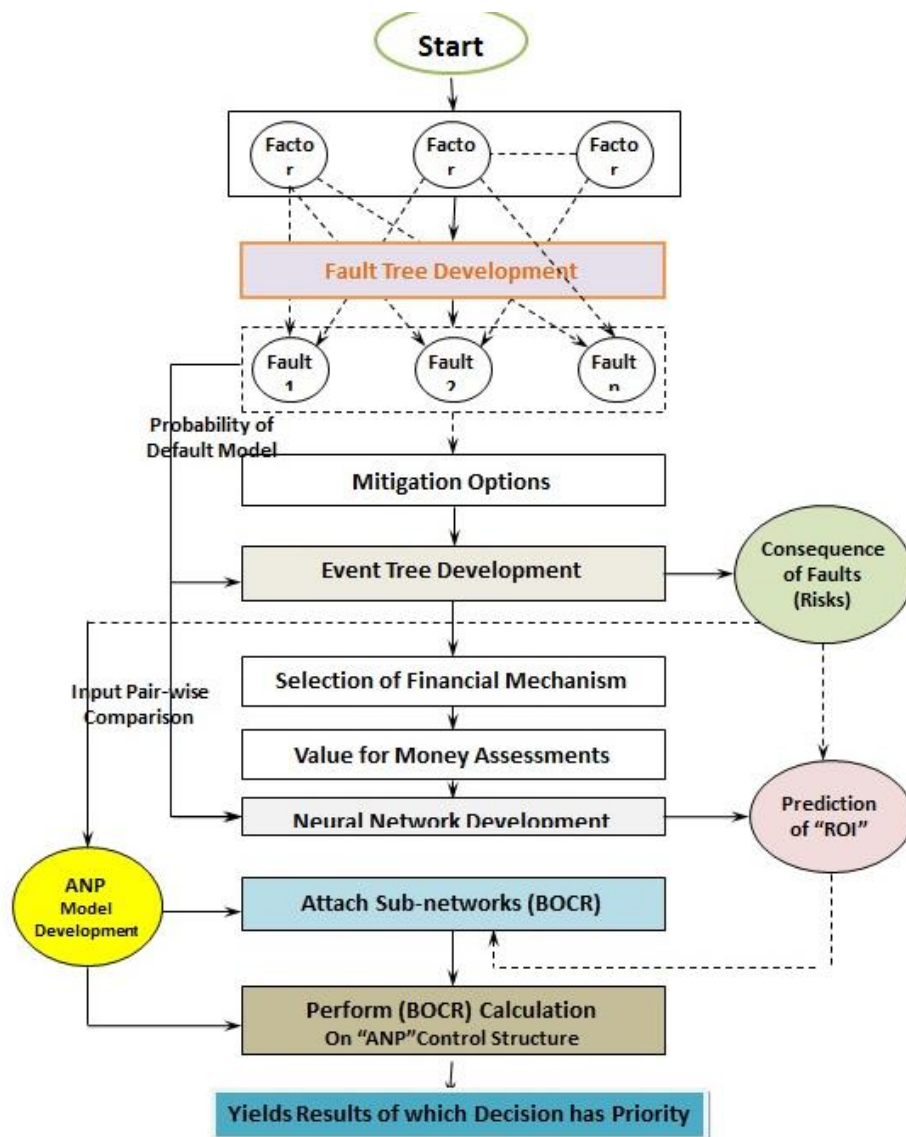 Start
Facto
r
Facto
r
Facto
r
Fault Tree Development
Fault
1
Fault
2
Fault
n
Probability of
Default Model
Mitigation Options
Event Tree Development
Consequence
of Faults
(Risks)
Selection of Financial Mechanism
Input Pair-wise
Comparison
Value for Money Assessments
Neural Network Development
Prediction
of “ROI”
ANP
Model
Development
Attach Sub-networks (BOCR)
Perform (BOCR) Calculation
On “ANP”Control Structure
Yields Results of which Decision has Priority